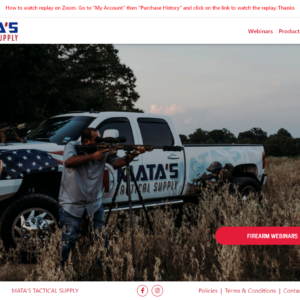 How to watch replay on Zoom. Go to "My Account" then "Purchase History" and click on the link to watch the replay. Thanks
MATA'S
SUPPLY
Webinars Product
MATA'S
TACTICAL SUPPLY
FIREARM WEBINARS
MATA'S TACTICAL SUPPLY
Policies | Terms & Conditions | Contac